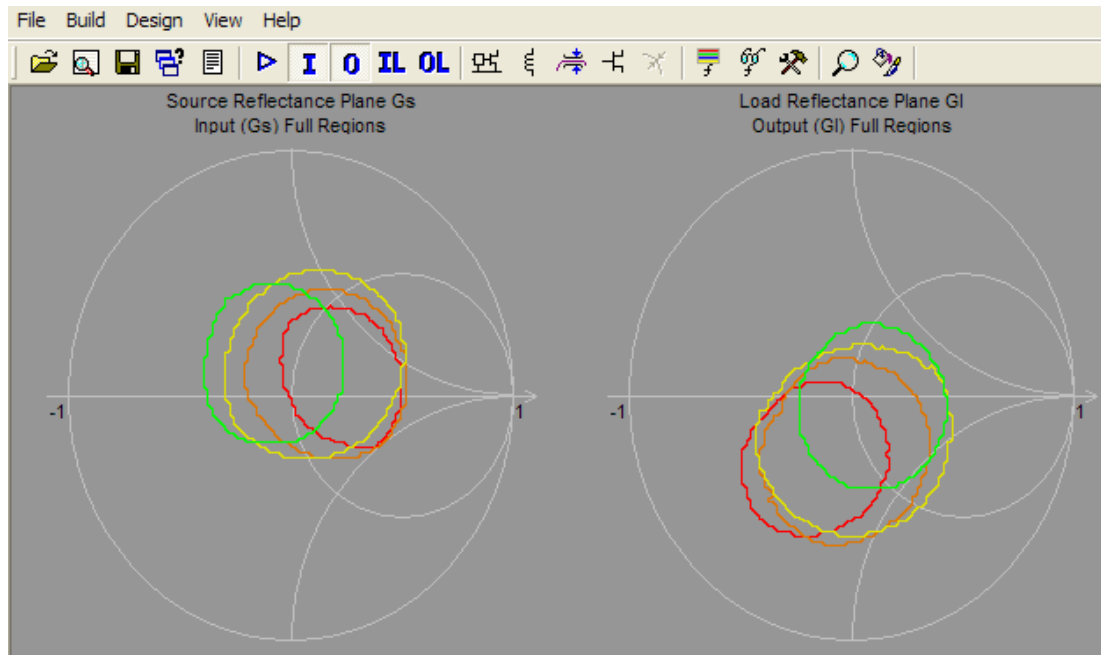 File Build Design View Help
I O IL OL
Source Reflectance Plane Gs
Input (Gs) Full Regions
Load Reflectance Plane Gl
Output (Gl) Full Regions
-1
1
-1
1